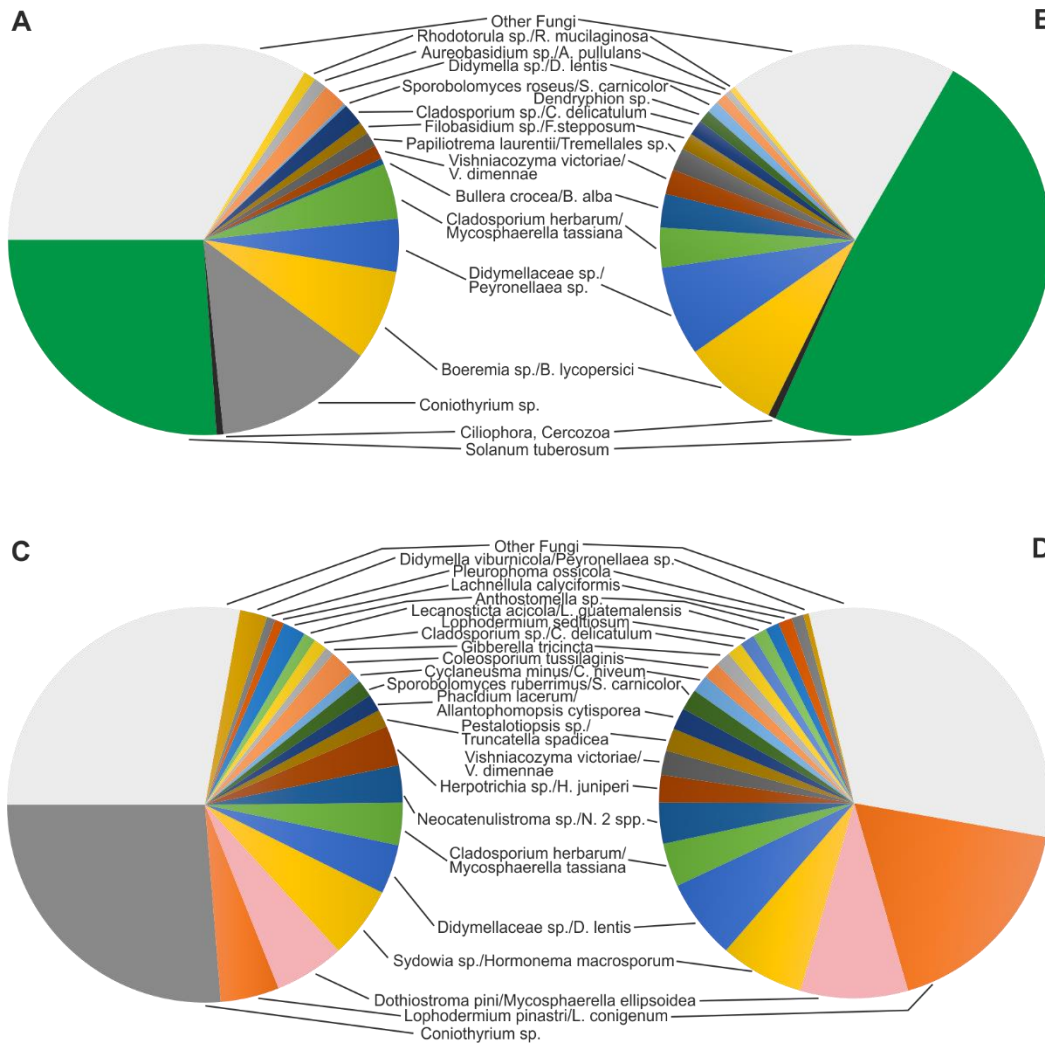 A
B
Other Fungi
Rhodotorula sp./R. mucilaginosa
Aureobasidium sp./A. pullulans
Didymella sp./D. lentis
Sporobolomyces roseus/S. carnicolor
Dendryphion sp.
Cladosporium sp./C. delicatulum
Filobasidium sp./F.stepposum
Papiliotrema laurentii/Tremellales sp.
Vishniacozyma victoriae/
V. dimennae
Bullera crocea/B. alba
Cladosporium herbarum/
Mycosphaerella tassiana
Didymellaceae sp./
Peyronellaea sp.
Boeremia sp./B. lycopersici
Coniothyrium sp.
Ciliophora, Cercozoa
Solanum tuberosum
C
D
Other Fungi
Didymella viburnicola/Peyronellaea sp.
Pleurophoma ossicola
Lachnellula calyciformis
Anthostomella sp.
Lecanosticta acicola/L. guatemalensis
Lophodermium seditiosum
Cladosporium sp./C. delicatulum
Gibberella tricincta
Coleosporium tussilaginis
Cyclaneusma minus/C. niveum
Sporobolomyces ruberrimus/S. carnicolor
Phacidium lacerum/
Allantophomopsis cytisporea
Pestalotiopsis sp./
Truncatella spadicea
Vishniacozyma victoriae/
V. dimennae
Herpotrichia sp./H. juniperi
Neocatenulistroma sp./N. 2 spp.
Cladosporium herbarum/
Mycosphaerella tassiana
Didymellaceae sp./D. lentis
Sydowia sp./Hormonema macrosporum
Dothiostroma pini/Mycosphaerella ellipsoidea
Lophodermium pinastri/L. conigenum
Coniothyrium sp.